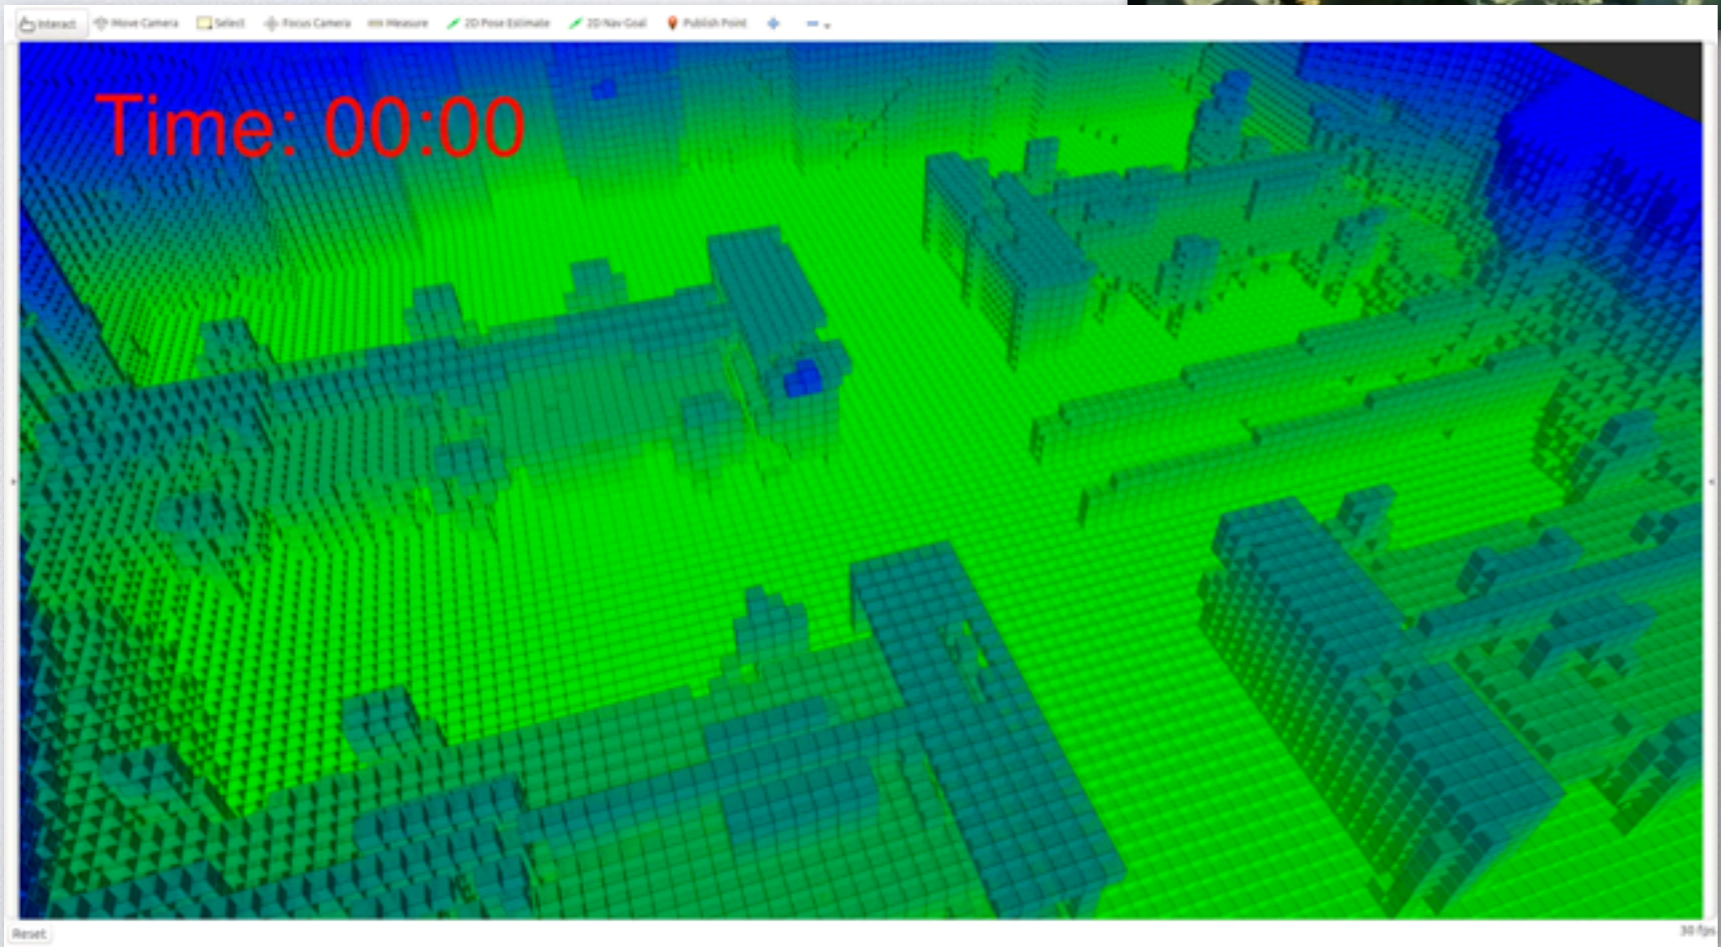 Interact Move Camera Select Focus Camera Measure 2D Pose Estimate 2D Nav Goal Publish Point
Time: 00:00
Reset 30 fps